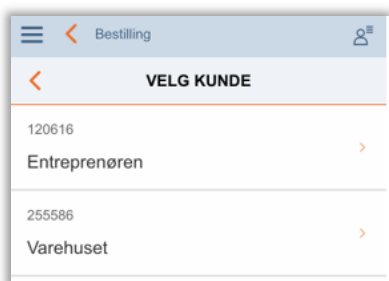 Bestilling
VELG KUNDE
120616
Entreprenøren
255586
Varehuset